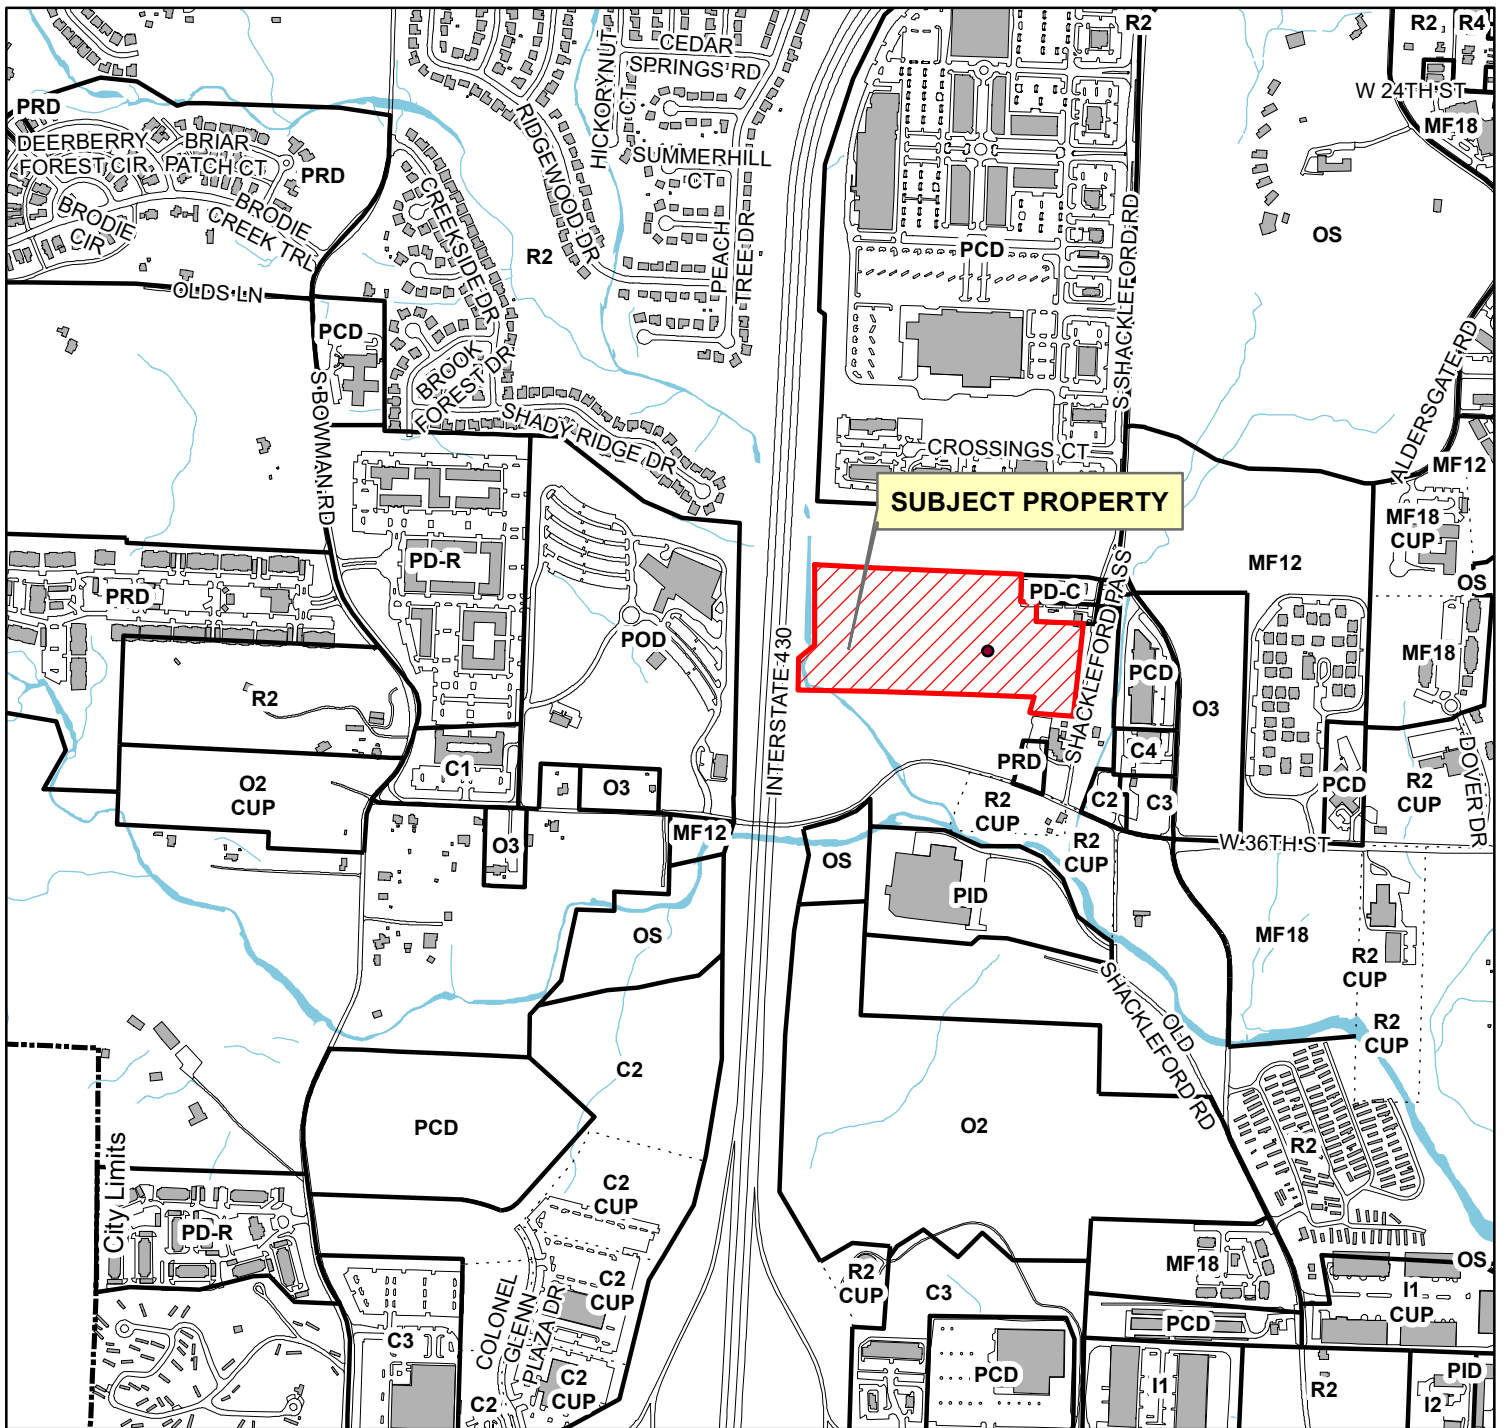 R2
R2
R4
CEDAR
SPRINGS RD
HICKORY NUT
CT
W 24TH ST
PRD
MF18
DEERBERRY
FOREST CIR
BRIAR
PATCH CT
PRD
RIDGEWOOD DR
SUMMERHILL
CT
CREEKSIDE DR
BRODIE
CIR
BRODIE
CREEK TRL
PEACH
TREE DR
S SHACKLEFORD RD
OS
R2
PCD
OLDS LN
PCD
BROOK
FOREST DR
S BOWMAN RD
SHADY RIDGE DR
ALDERSGATE RD
CROSSINGS CT
MF12
SUBJECT PROPERTY
MF18
CUP
PD-R
MF12
OS
PRD
PD-C
SHACKLEFORD PASS
POD
INTERSTATE 430
MF18
PCD
R2
O3
C4
DOVER DR
PRD
C1
PCD
O2
CUP
O3
R2
CUP
C2
C3
R2
CUP
MF12
O3
R2
CUP
W 36TH ST
OS
PID
OS
MF18
R2
CUP
OLD
SHACKLEFORD RD
R2
CUP
C2
PCD
O2
R2
City Limits
C2
CUP
PD-R
MF18
OS
R2
CUP
C2
CUP
C3
I1
CUP
COLONEL
GLENN
PLAZA DR
PCD
C3
C2
CUP
PCD
I1
PID
R2
C2
I2